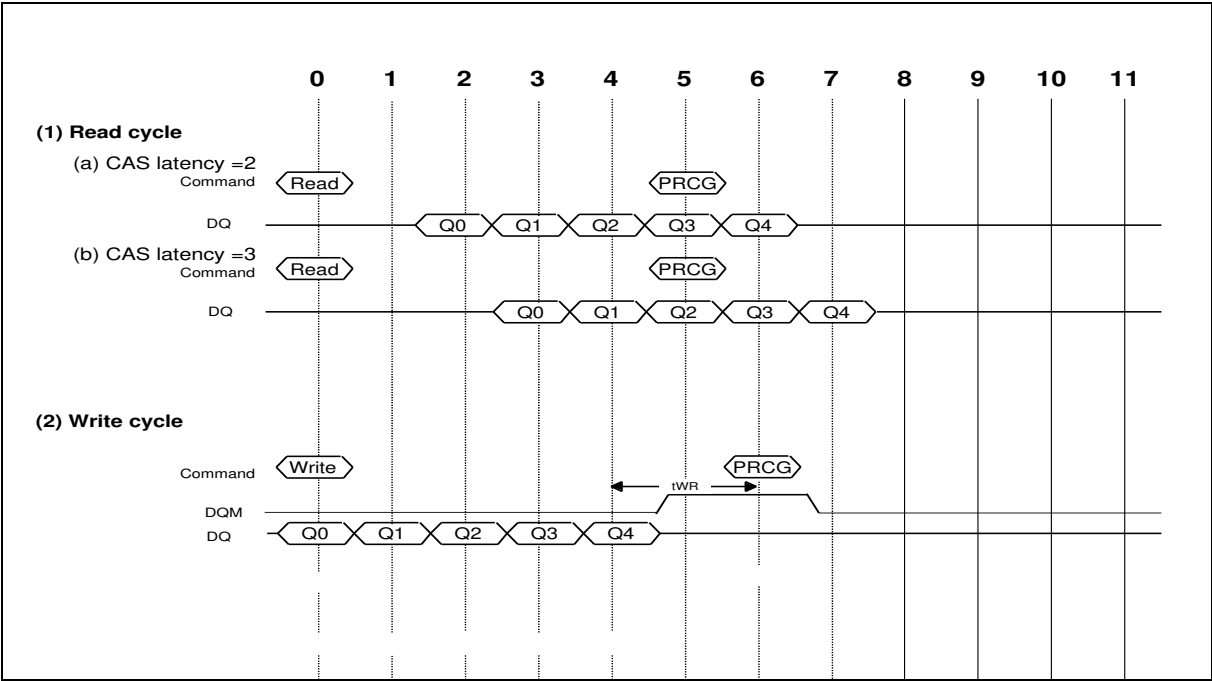 0 1 2 3 4 5 6 7 8 9 10 11
(1) Read cycle
(a) CAS latency =2
Command Read PRCG
DQ Q0 Q1 Q2 Q3 Q4
(b) CAS latency =3
Command Read PRCG
DQ Q0 Q1 Q2 Q3 Q4
(2) Write cycle
Command Write PRCG
tWR
DQM
DQ Q0 Q1 Q2 Q3 Q4